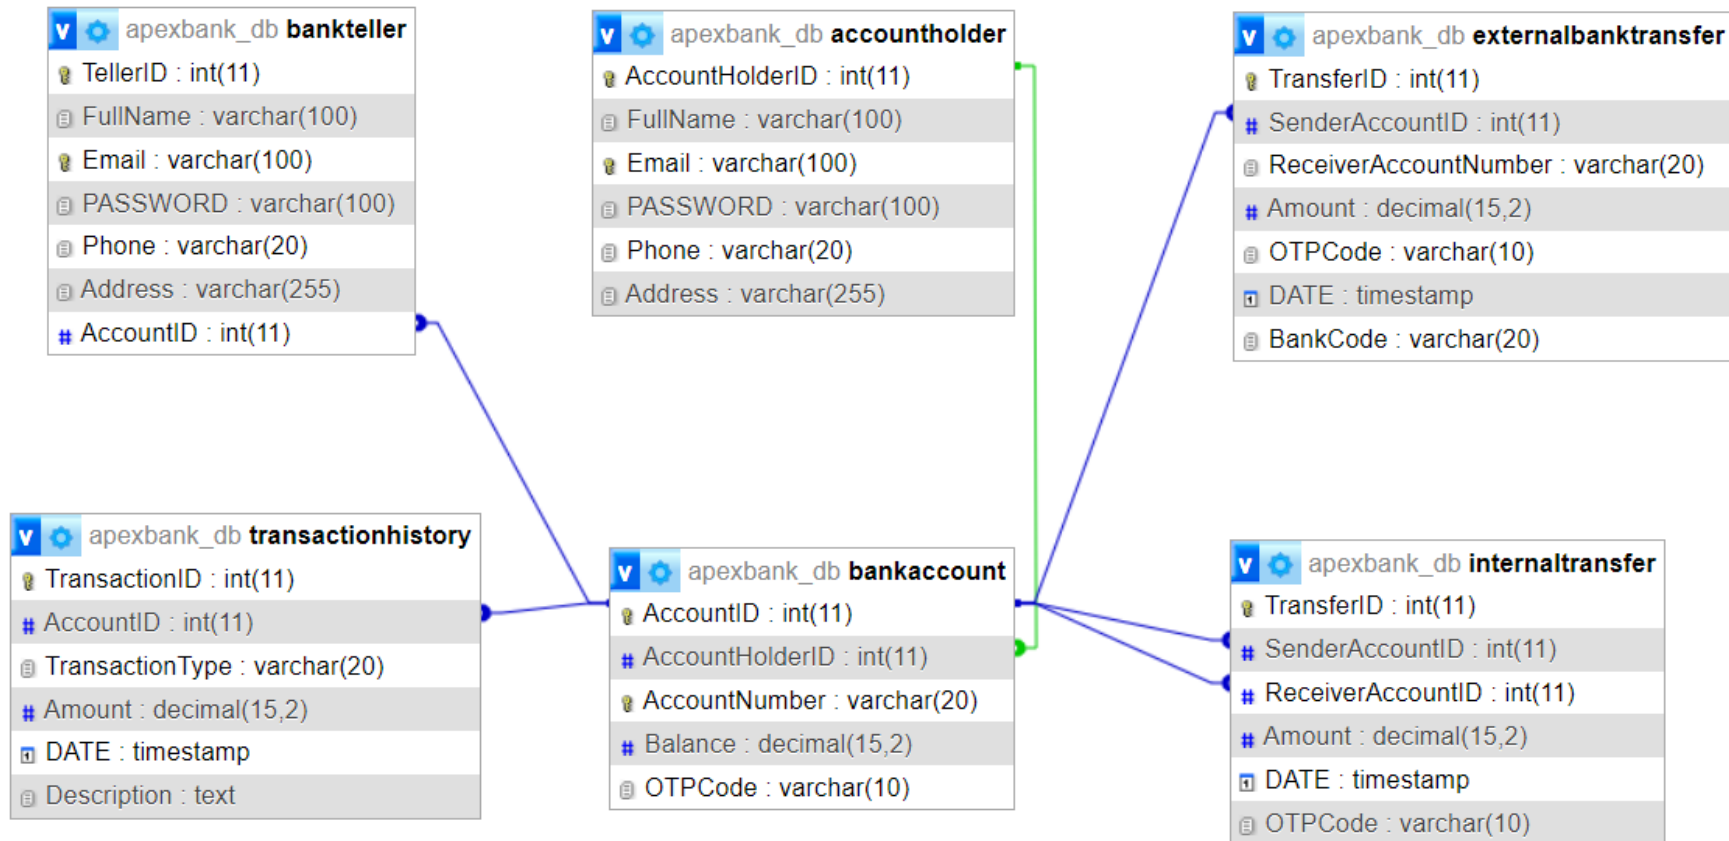 v apexbank_db bankteller
TellerID : int(11)
FullName : varchar(100)
Email : varchar(100)
PASSWORD : varchar(100)
Phone : varchar(20)
Address : varchar(255)
# AccountID : int(11)
v apexbank_db accountholder
AccountHolderID : int(11)
FullName : varchar(100)
Email : varchar(100)
PASSWORD : varchar(100)
Phone : varchar(20)
Address : varchar(255)
v apexbank_db externalbanktransfer
TransferID : int(11)
# SenderAccountID : int(11)
ReceiverAccountNumber : varchar(20)
# Amount : decimal(15,2)
OTPCode : varchar(10)
DATE : timestamp
BankCode : varchar(20)
v apexbank_db transactionhistory
TransactionID : int(11)
# AccountID : int(11)
TransactionType : varchar(20)
# Amount : decimal(15,2)
DATE : timestamp
Description : text
v apexbank_db bankaccount
AccountID : int(11)
# AccountHolderID : int(11)
AccountNumber : varchar(20)
# Balance : decimal(15,2)
OTPCode : varchar(10)
v apexbank_db internaltransfer
TransferID : int(11)
# SenderAccountID : int(11)
# ReceiverAccountID : int(11)
# Amount : decimal(15,2)
DATE : timestamp
OTPCode : varchar(10)